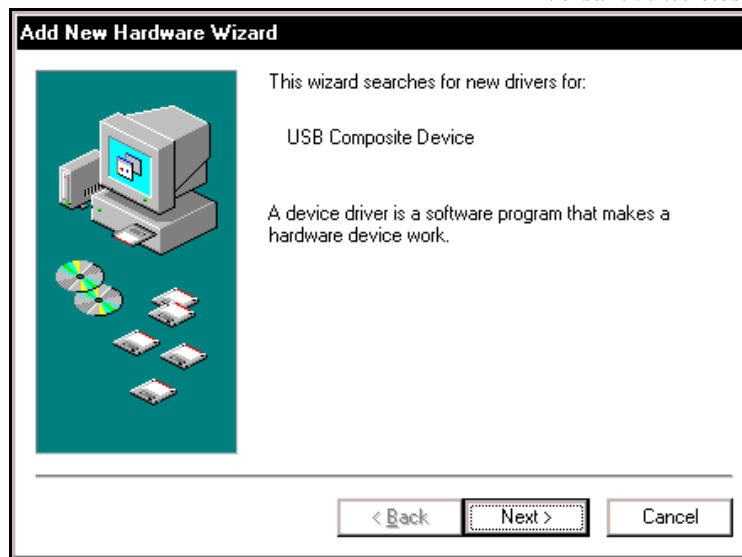 Add New Hardware Wizard
This wizard searches for new drivers for:
USB Composite Device
A device driver is a software program that makes a
hardware device work.
< Back Next > Cancel